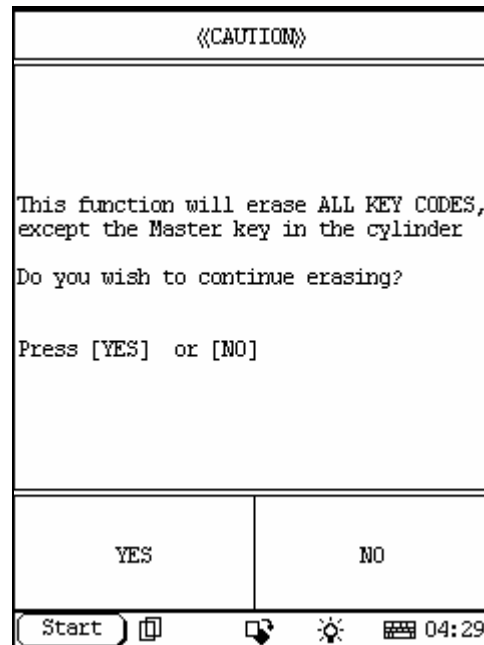 《CAUTION》
This function will erase ALL KEY CODES,
except the Master key in the cylinder
Do you wish to continue erasing?
Press [YES] or [NO]
YES
NO
Start
04:29